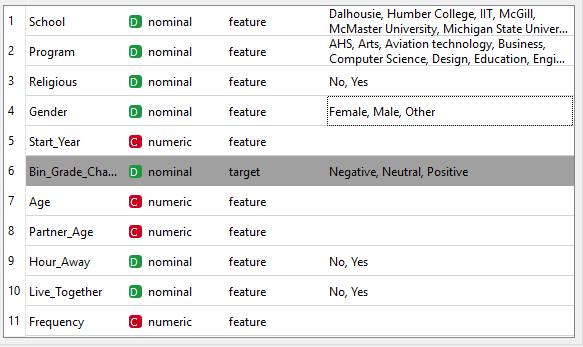 1 School D nominal feature Dalhousie, Humber College, IIT, McGill,
McMaster University, Michigan State Univer...
2 Program D nominal feature AHS, Arts, Aviation technology, Business,
Computer Science, Design, Education, Engi...
3 Religious D nominal feature No, Yes
4 Gender D nominal feature Female, Male, Other
5 Start_Year C numeric feature
6 Bin_Grade_Cha... D nominal target Negative, Neutral, Positive
7 Age C numeric feature
8 Partner_Age C numeric feature
9 Hour_Away D nominal feature No, Yes
10 Live_Together D nominal feature No, Yes
11 Frequency C numeric feature